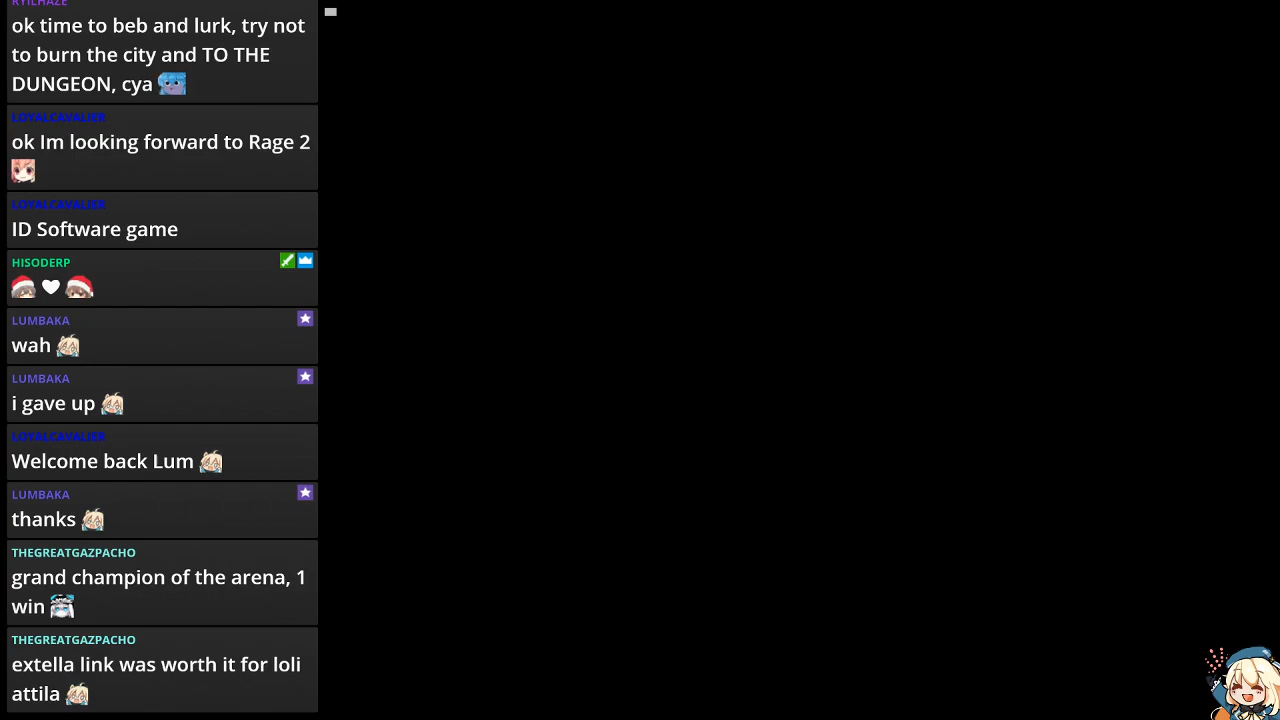 RYILHAZE
ok time to beb and lurk, try not
to burn the city and TO THE
DUNGEON, cya
LOYALCAVALIER
ok Im looking forward to Rage 2
LOYALCAVALIER
ID Software game
HISODERP
LUMBAKA
wah
LUMBAKA
i gave up
LOYALCAVALIER
Welcome back Lum
LUMBAKA
thanks
THEGREATGAZPACHO
grand champion of the arena, 1
win
THEGREATGAZPACHO
extella link was worth it for loli
attila